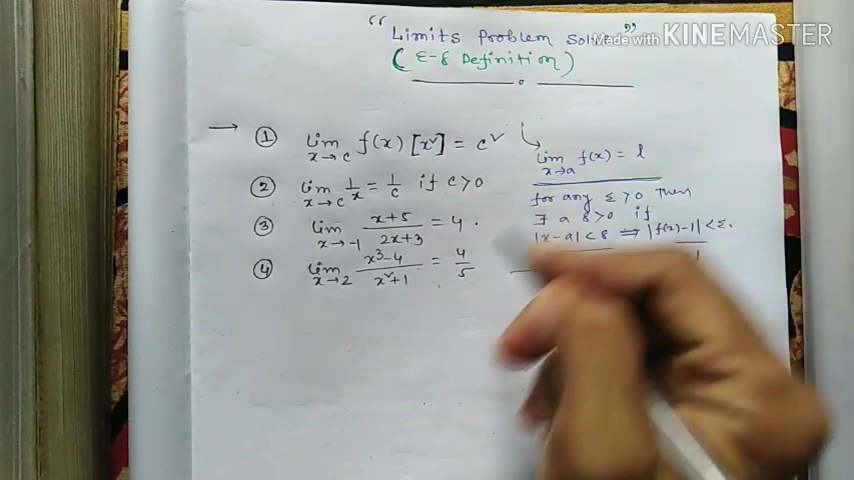 “ Limits Problem Solve ”
Made with KINEMASTER
( ε-δ Definition )
→ ① lim x→c f(x) [x²] = c²
② lim x→c 1/x = 1/c if c>0
③ lim x→-1 x+5/2x+3 = 4.
④ lim x→2 x³-4/x²+1 = 4/5
lim x→a f(x) = l
for any ε>0 Then
∃ a δ>0 if
|x-a|<δ ⇒ |f(x)-l|<ε.